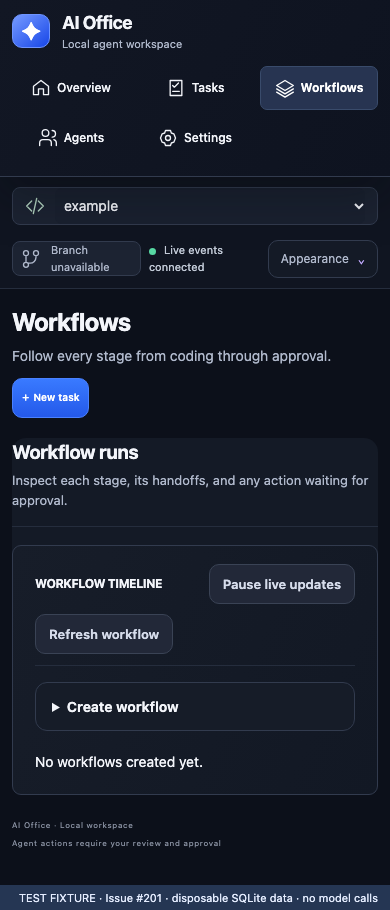 AI Office
Local agent workspace
Overview
Tasks
Workflows
Agents
Settings
example
Branch
unavailable
Live events
connected
Appearance
Workflows
Follow every stage from coding through approval.
+ New task
Workflow runs
Inspect each stage, its handoffs, and any action waiting for
approval.
WORKFLOW TIMELINE
Pause live updates
Refresh workflow
Create workflow
No workflows created yet.
AI Office · Local workspace
Agent actions require your review and approval
TEST FIXTURE · Issue #201 · disposable SQLite data · no model calls